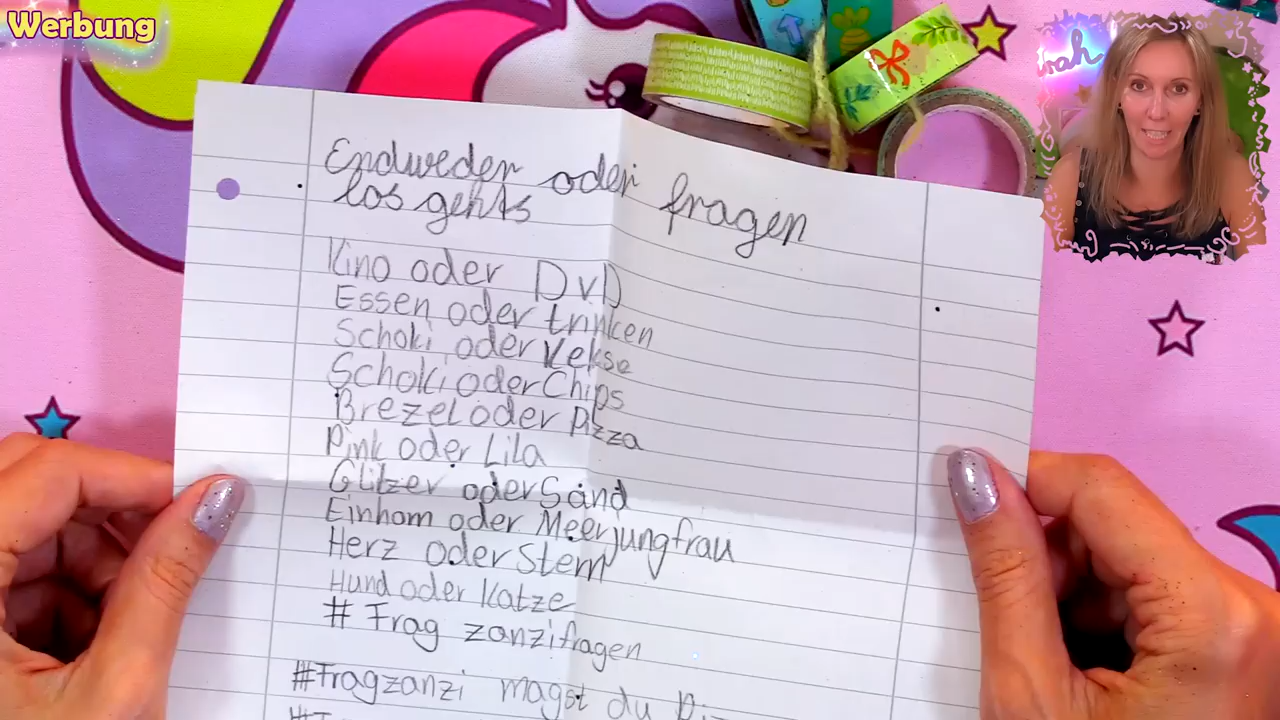 Werbung
rah
Endweder oder fragen
los gehts
Kino oder DvD
Essen oder trinken
Schoki oder Kekse
Schoki oder Chips
Brezel oder Pizza
Pink oder Lila
Glitzer oder Sand
Einhorn oder Meerjungfrau
Herz oder Stern
Hund oder Katze
# Frag zanzifragen
#Fragzanzi magst du